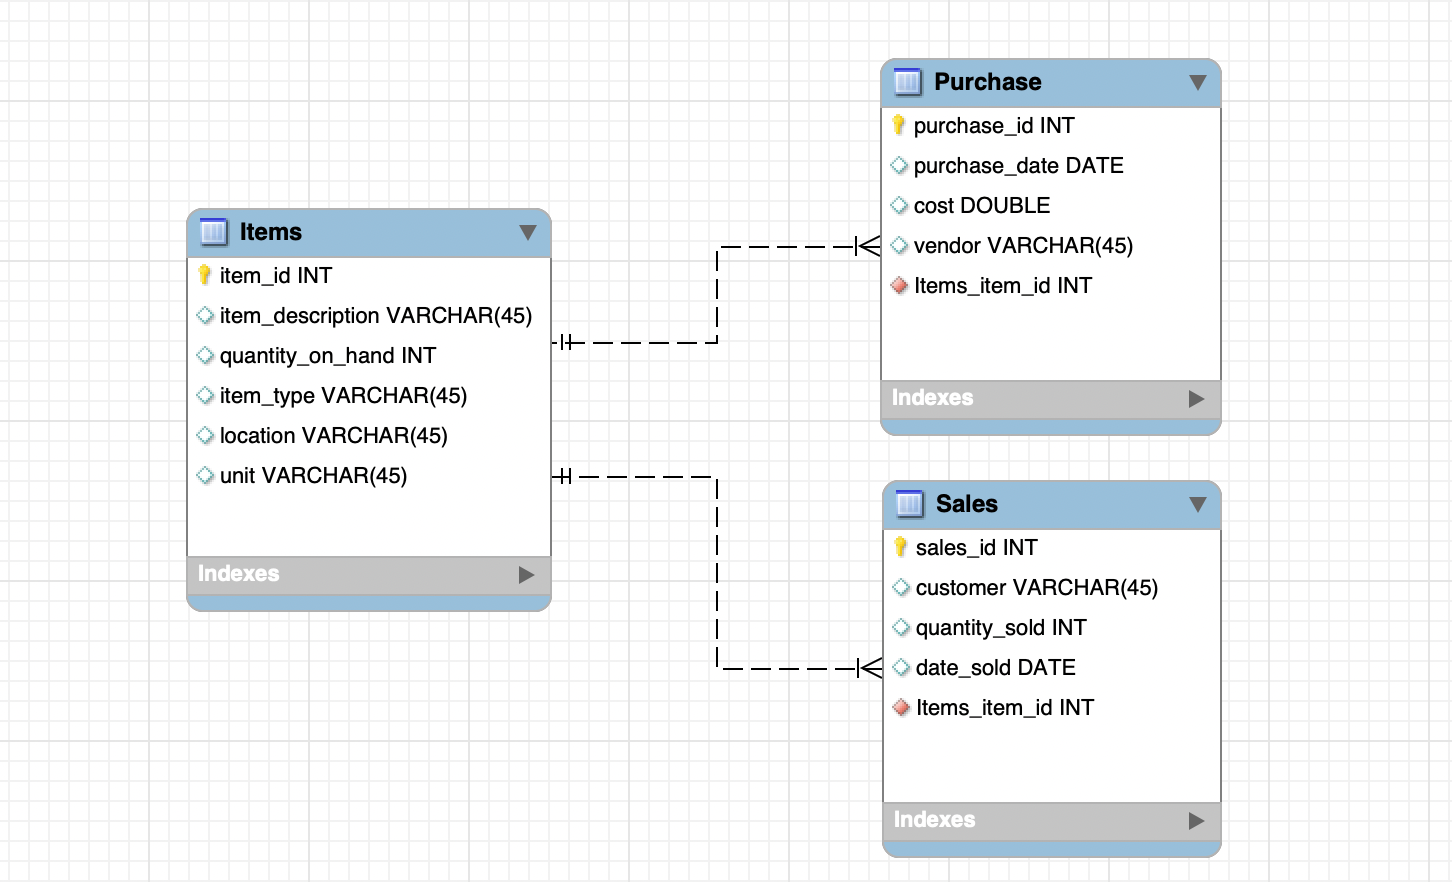 Items
item_id INT
item_description VARCHAR(45)
quantity_on_hand INT
item_type VARCHAR(45)
location VARCHAR(45)
unit VARCHAR(45)
Indexes
Purchase
purchase_id INT
purchase_date DATE
cost DOUBLE
vendor VARCHAR(45)
Items_item_id INT
Indexes
Sales
sales_id INT
customer VARCHAR(45)
quantity_sold INT
date_sold DATE
Items_item_id INT
Indexes